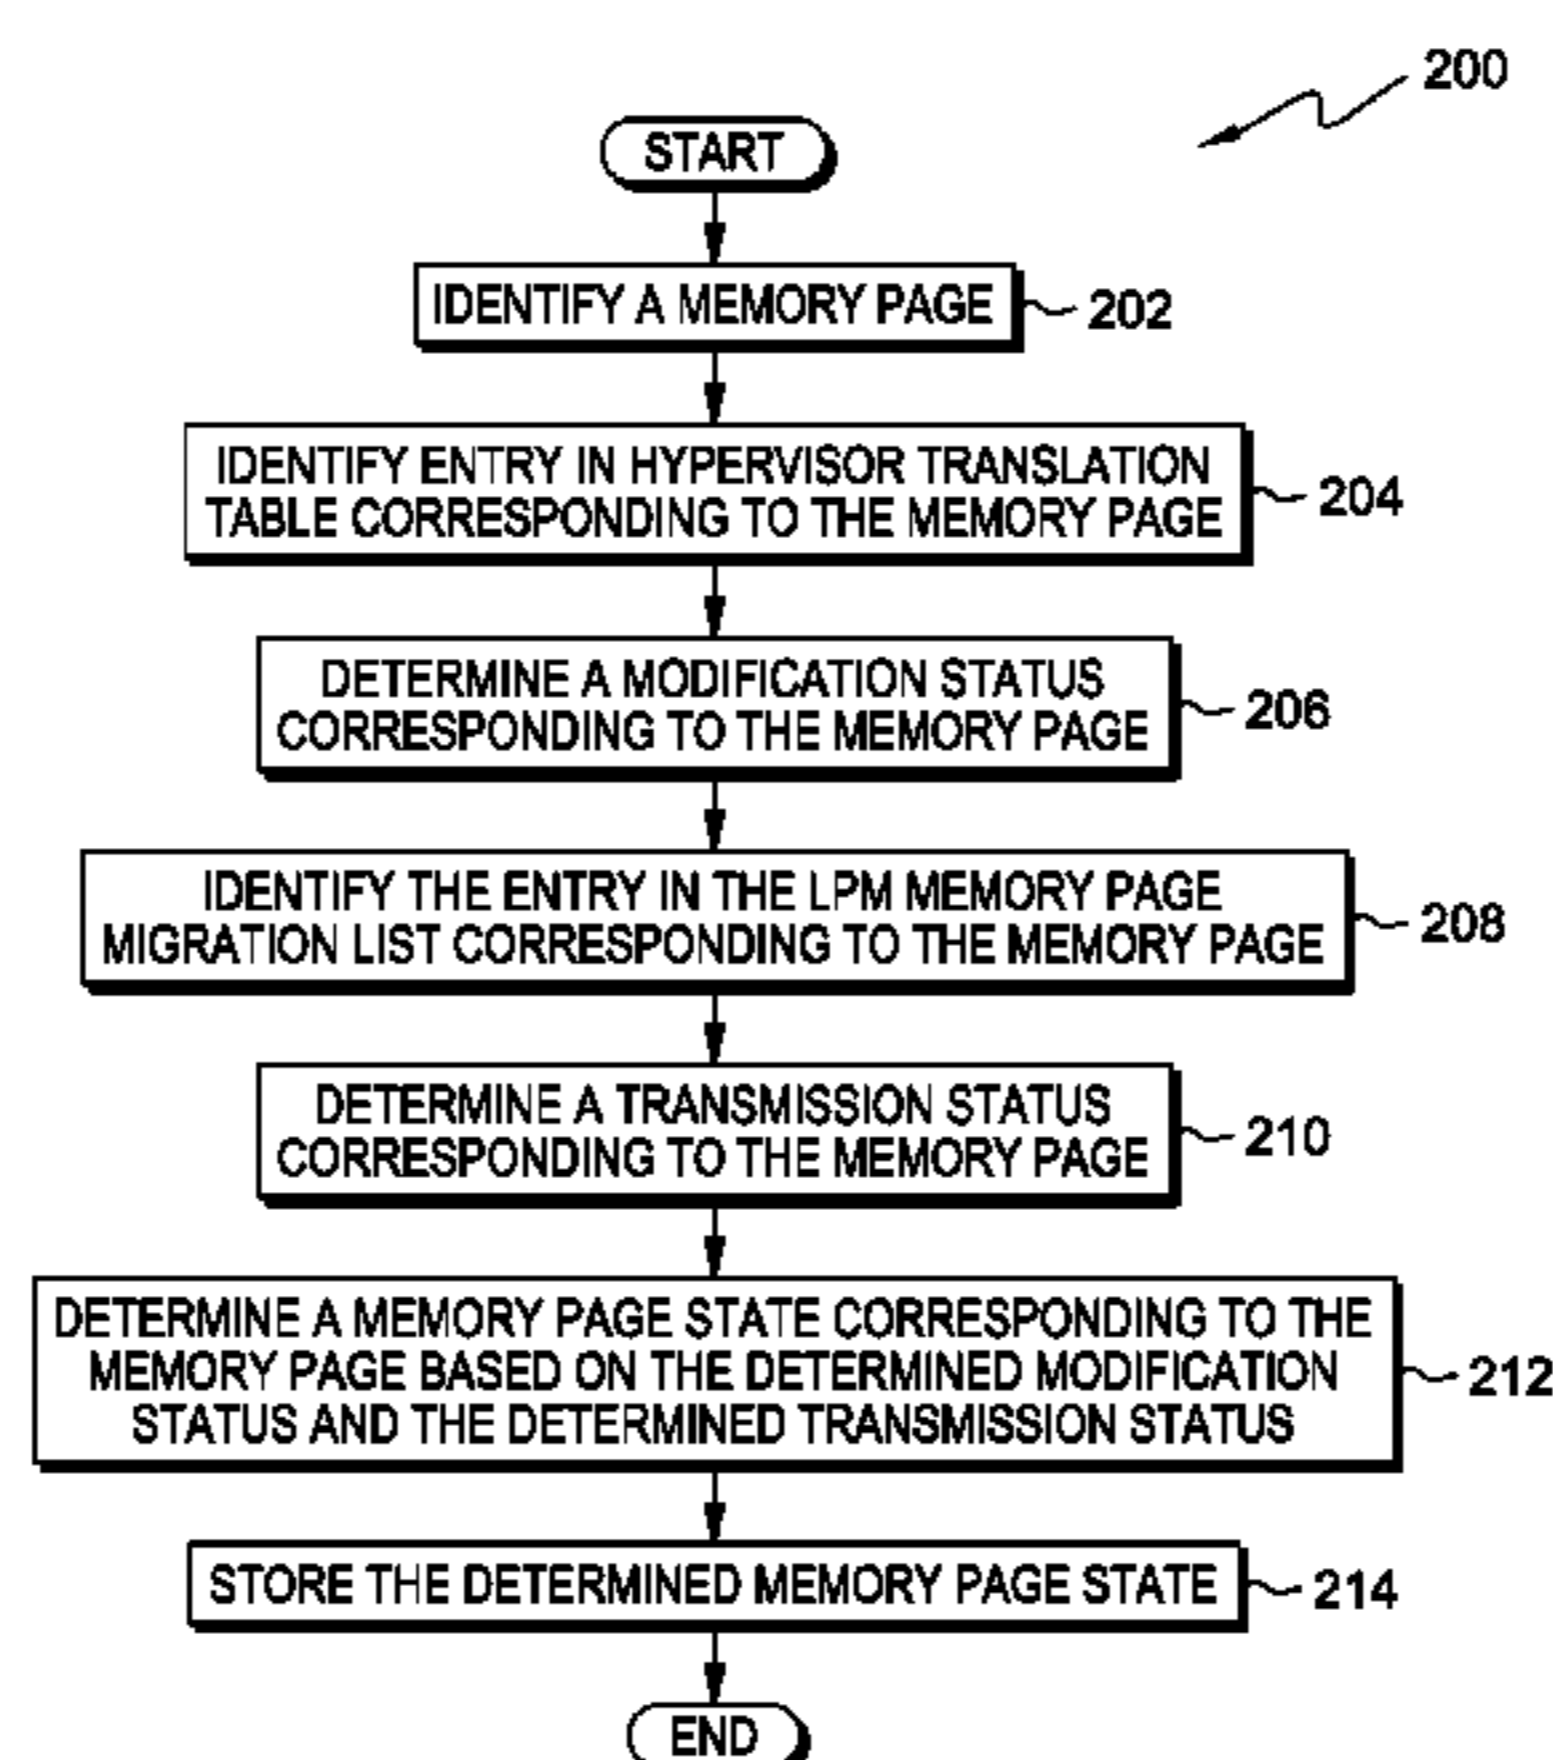 200
START
IDENTIFY A MEMORY PAGE
202
IDENTIFY ENTRY IN HYPERVISOR TRANSLATION
TABLE CORRESPONDING TO THE MEMORY PAGE
204
DETERMINE A MODIFICATION STATUS
CORRESPONDING TO THE MEMORY PAGE
206
IDENTIFY THE ENTRY IN THE LPM MEMORY PAGE
MIGRATION LIST CORRESPONDING TO THE MEMORY PAGE
208
DETERMINE A TRANSMISSION STATUS
CORRESPONDING TO THE MEMORY PAGE
210
DETERMINE A MEMORY PAGE STATE CORRESPONDING TO THE
MEMORY PAGE BASED ON THE DETERMINED MODIFICATION
STATUS AND THE DETERMINED TRANSMISSION STATUS
212
STORE THE DETERMINED MEMORY PAGE STATE
214
END